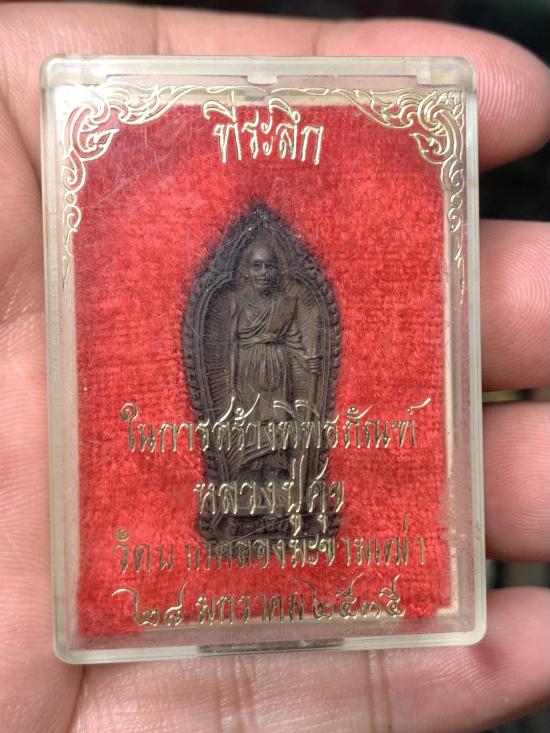 ที่ระลึก
ในการสร้างพิพิธภัณฑ์
หลวงปู่ศุข
วัดปากคลองมะขามเฒ่า
๒๘ มกราคม ๒๕๓๕